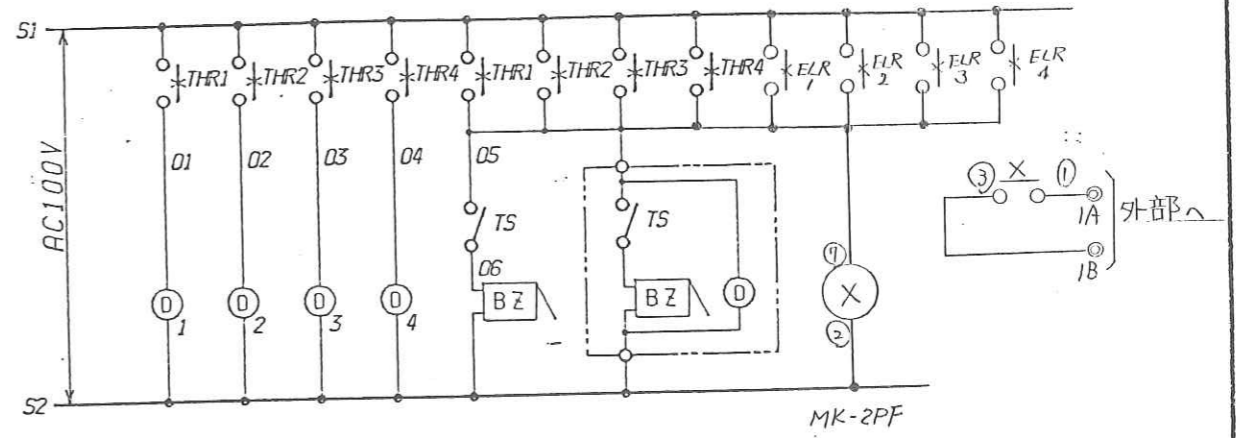 S1
AC100V
S2
THR1
THR2
THR3
THR4
THR1
THR2
THR3
THR4
ELR
1
ELR
2
ELR
3
ELR
4
01
02
03
04
05
TS
06
BZ
TS
BZ
D
D
1
D
2
D
3
D
4
⑦
X
②
③
X
①
1A
1B
外部へ
MK-2PF